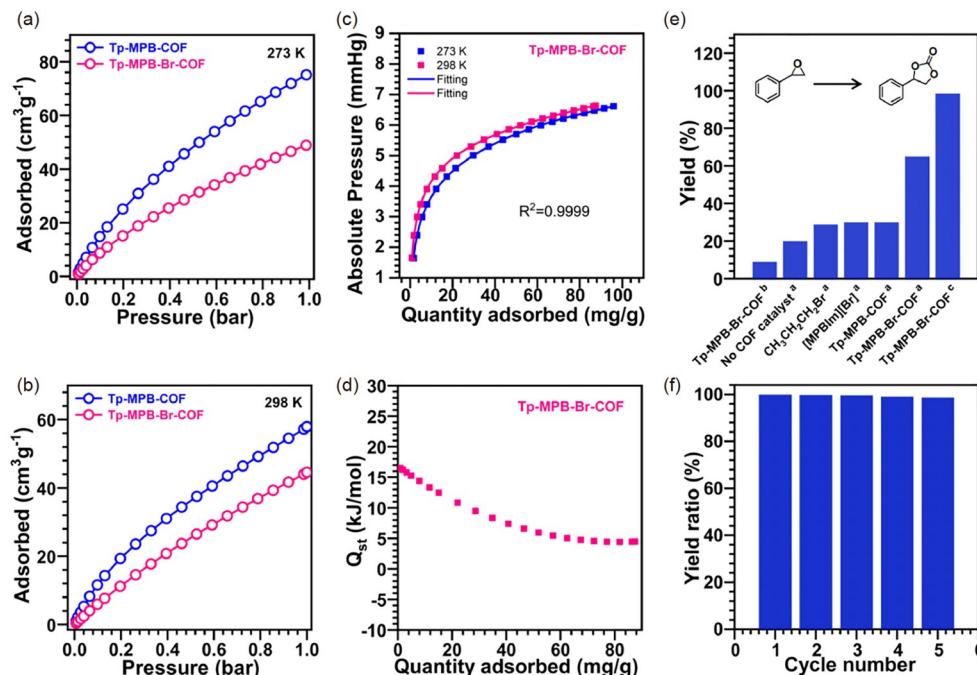 (a)
Tp-MPB-COF
Tp-MPB-Br-COF
273 K
Adsorbed (cm³g⁻¹)
80
60
40
20
0
0.0 0.2 0.4 0.6 0.8 1.0
Pressure (bar)
(b)
Tp-MPB-COF
Tp-MPB-Br-COF
298 K
Adsorbed (cm³g⁻¹)
60
40
20
0
0.0 0.2 0.4 0.6 0.8 1.0
Pressure (bar)
(c)
273 K
298 K
Fitting
Fitting
Tp-MPB-Br-COF
R²=0.9999
Absolute Pressure (mmHg)
9
8
7
6
5
4
3
2
1
0 20 40 60 80 100
Quantity adsorbed (mg/g)
(d)
Tp-MPB-Br-COF
Qst (kJ/mol)
30
25
20
15
10
5
0
-5
-10
0 20 40 60 80
Quantity adsorbed (mg/g)
(e)
O
O
O
O
Yield (%)
120
100
80
60
40
20
0
Tp-MPB-Br-COF ᵇ
No COF catalyst ᵃ
CH₃CH₂CH₂Br ᵃ
[MPBIm][Br] ᵃ
Tp-MPB-COF ᵃ
Tp-MPB-Br-COF ᵃ
Tp-MPB-Br-COF ᶜ
(f)
Yield ratio (%)
100
80
60
40
20
0
0 1 2 3 4 5 6
Cycle number